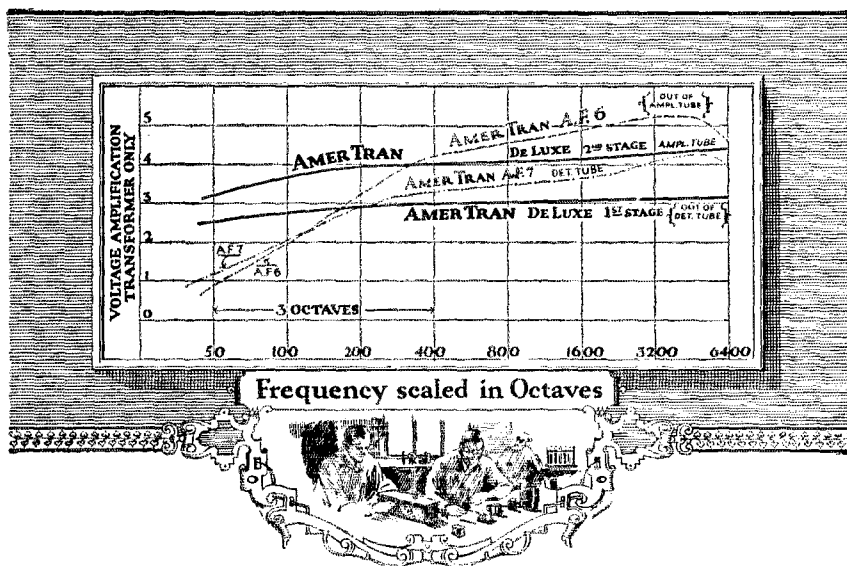 VOLTAGE AMPLIFICATION
TRANSFORMER ONLY
5
4
3
2
1
0
AMERTRAN A.F. 6
{OUT OF
AMPL. TUBE}
AMERTRAN DE LUXE 2ND STAGE AMPL. TUBE
AMERTRAN A.F. 7 DET. TUBE
AMERTRAN DE LUXE 1ST STAGE {OUT OF
DET. TUBE}
A.F.7
A.F.6
3 OCTAVES
50 100 200 400 800 1600 3200 6400
Frequency scaled in Octaves